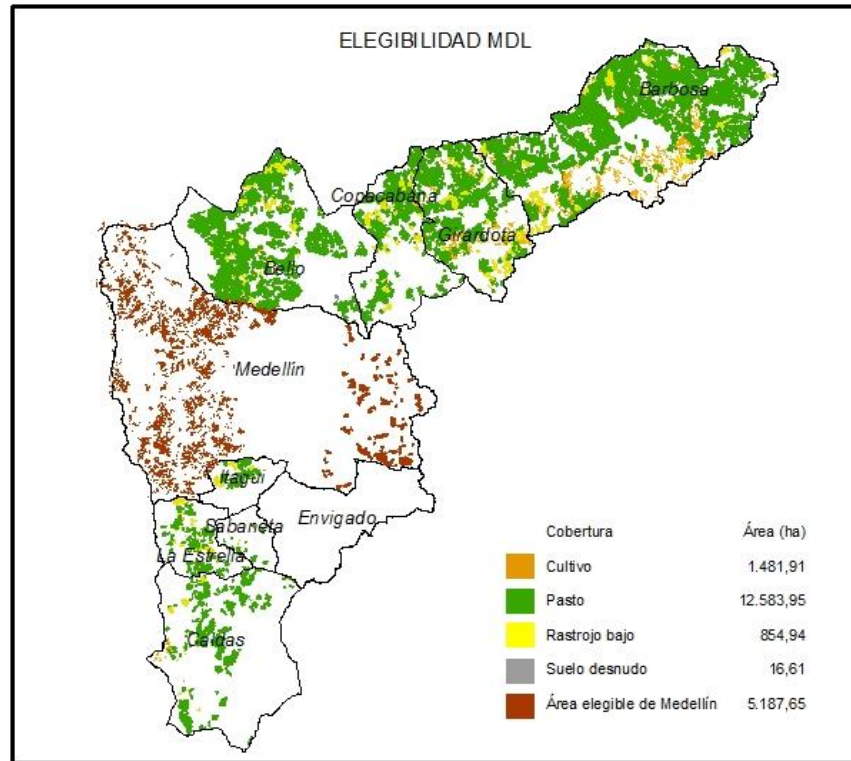 ELEGIBILIDAD MDL
Barbosa
Copacabana
Girardota
Bello
Medellín
Itagui
Envigado
Sabaneta
La Estrella
Caldas
Cobertura Área (ha)
Cultivo 1.481,91
Pasto 12.583,95
Rastrojo bajo 854,94
Suelo desnudo 16,61
Área elegible de Medellín 5.187,65